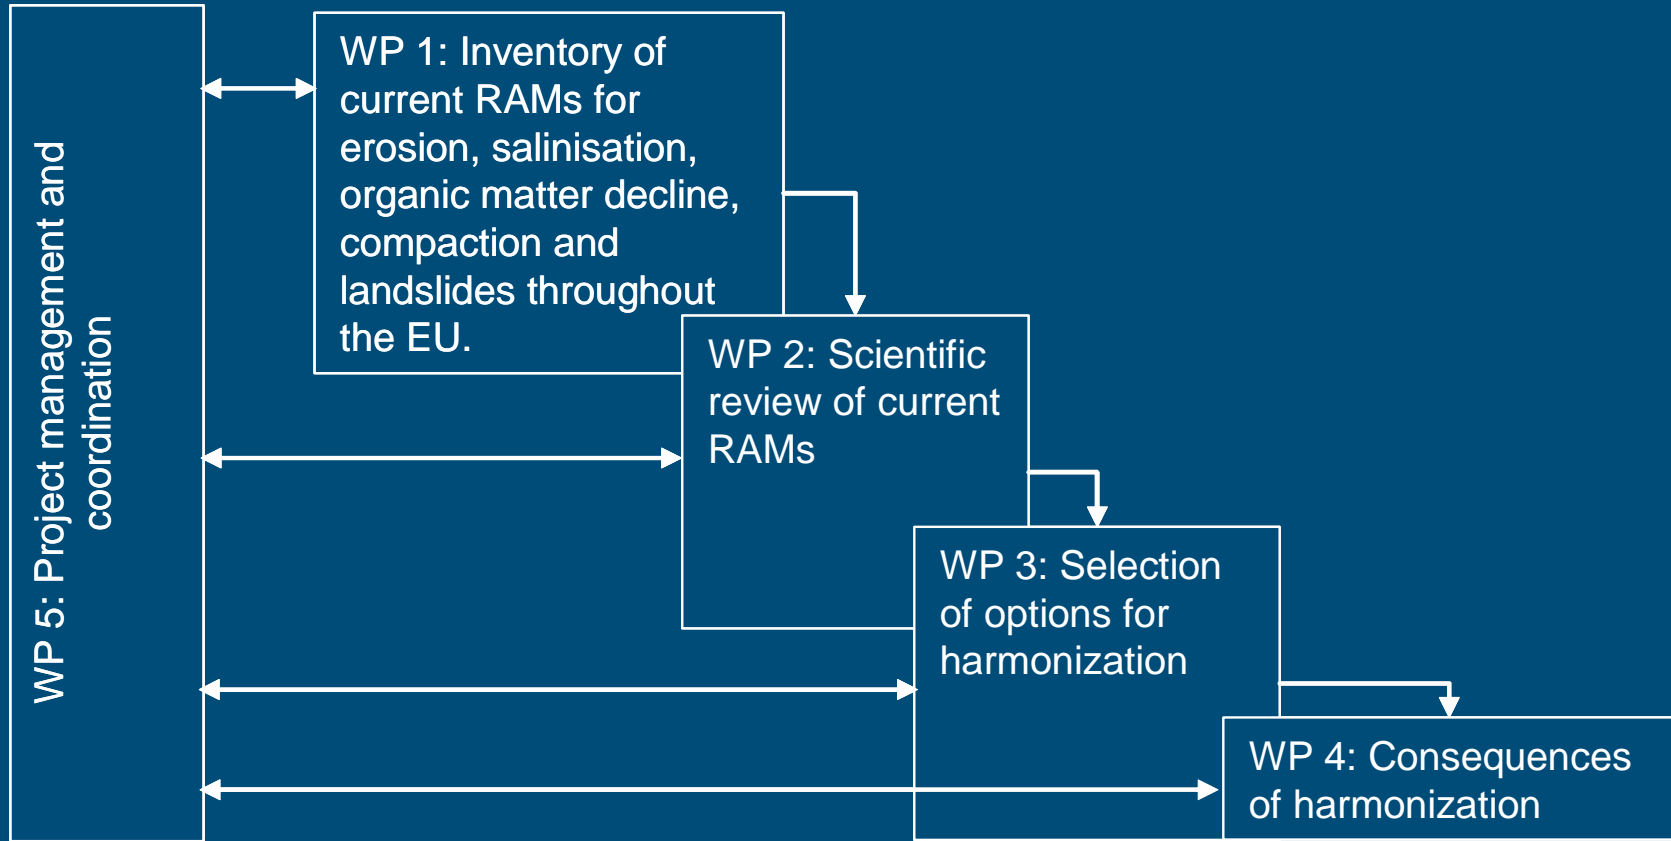 WP 5: Project management and
coordination
WP 1: Inventory of
current RAMs for
erosion, salinisation,
organic matter decline,
compaction and
landslides throughout
the EU.
WP 2: Scientific
review of current
RAMs
WP 3: Selection
of options for
harmonization
WP 4: Consequences
of harmonization